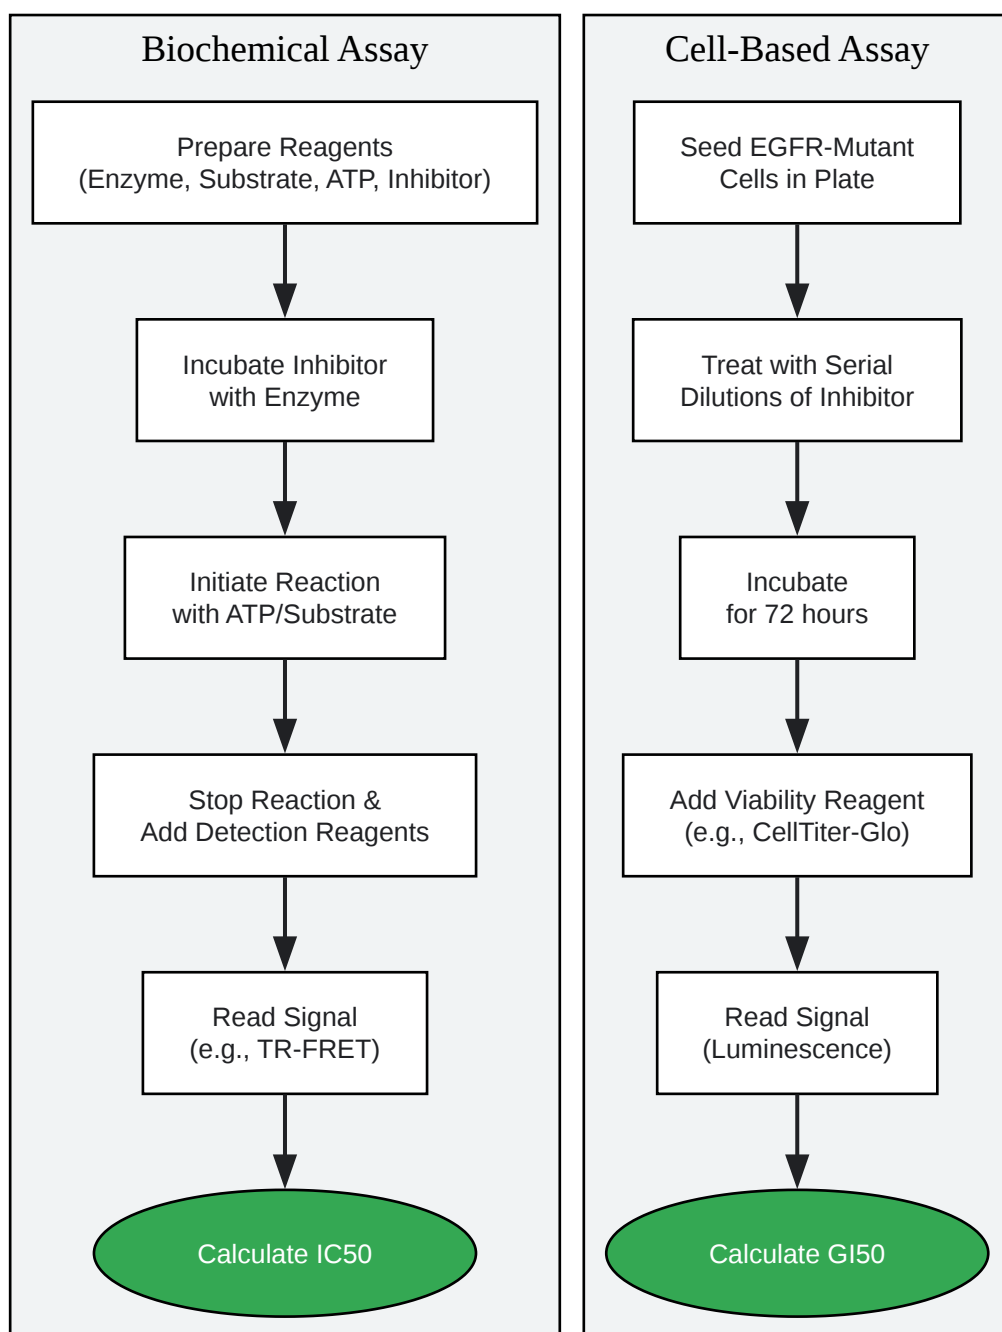 Biochemical Assay
Prepare Reagents
(Enzyme, Substrate, ATP, Inhibitor)
Incubate Inhibitor
with Enzyme
Initiate Reaction
with ATP/Substrate
Stop Reaction &
Add Detection Reagents
Read Signal
(e.g., TR-FRET)
Calculate IC50
Cell-Based Assay
Seed EGFR-Mutant
Cells in Plate
Treat with Serial
Dilutions of Inhibitor
Incubate
for 72 hours
Add Viability Reagent
(e.g., CellTiter-Glo)
Read Signal
(Luminescence)
Calculate GI50